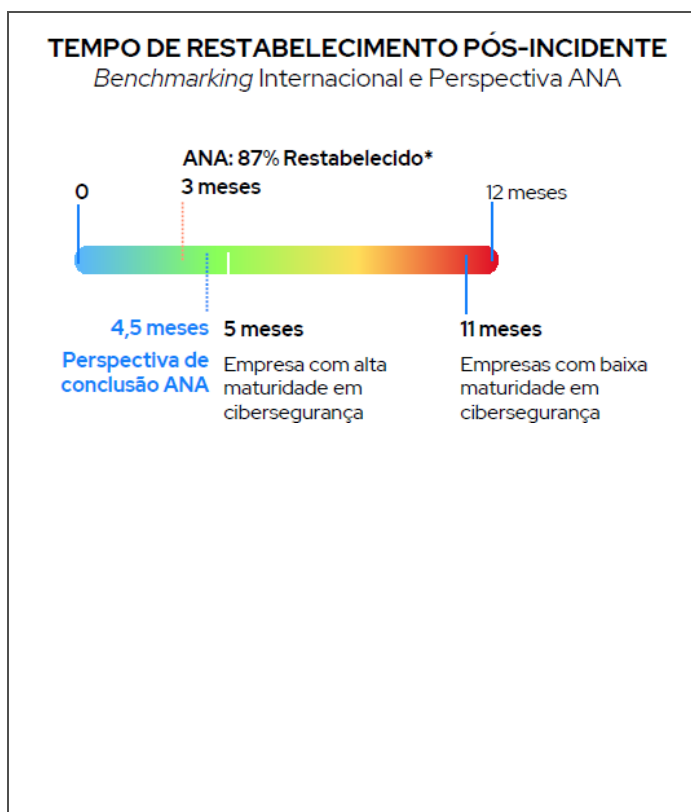 TEMPO DE RESTABELECIMENTO PÓS-INCIDENTE
Benchmarking Internacional e Perspectiva ANA
ANA: 87% Restabelecido*
0
3 meses
12 meses
4,5 meses
Perspectiva de
conclusão ANA
5 meses
Empresa com alta
maturidade em
cibersegurança
11 meses
Empresas com baixa
maturidade em
cibersegurança